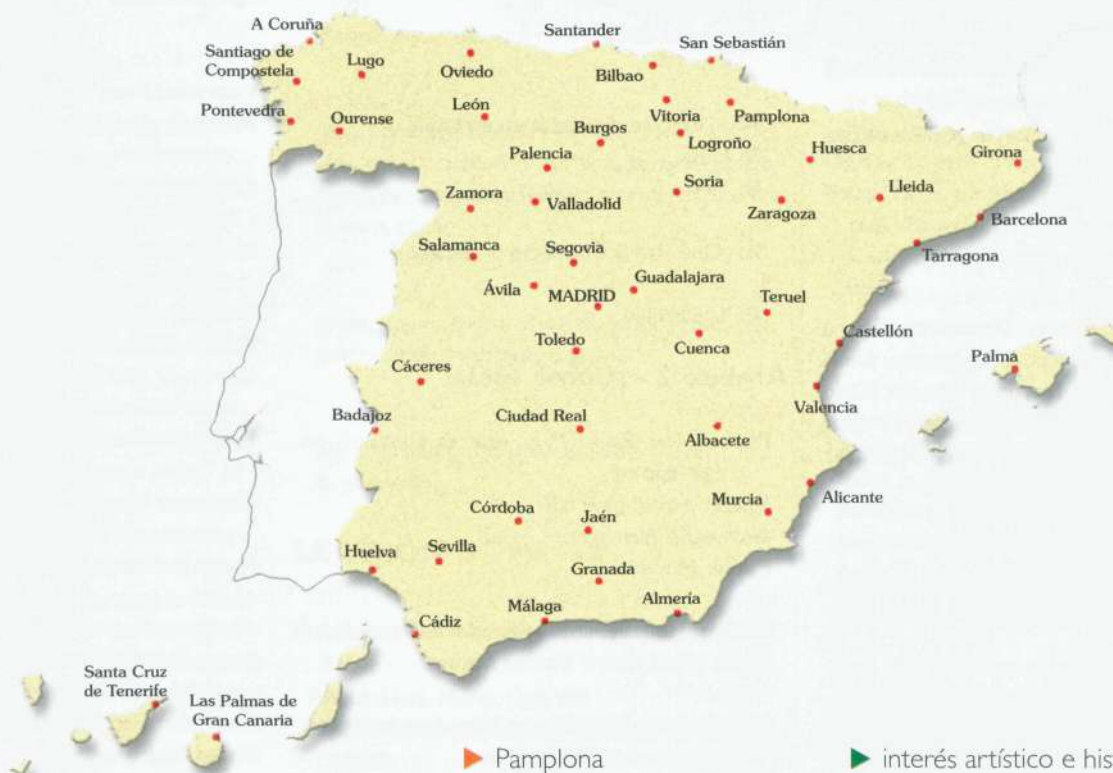 A Coruña
Santander
San Sebastián
Santiago de
Compostela
Lugo
Oviedo
Bilbao
Pontevedra
Ourense
León
Burgos
Vitoria
Pamplona
Logroño
Huesca
Girona
Palencia
Soria
Lleida
Zamora
Valladolid
Zaragoza
Barcelona
Salamanca
Segovia
Tarragona
Ávila
MADRID
Guadalajara
Teruel
Toledo
Cuenca
Castellón
Palma
Cáceres
Valencia
Badajoz
Ciudad Real
Albacete
Alicante
Murcia
Córdoba
Jaén
Huelva
Sevilla
Granada
Almería
Málaga
Cádiz
Santa Cruz
de Tenerife
Las Palmas de
Gran Canaria
Pamplona
interés artístico e his